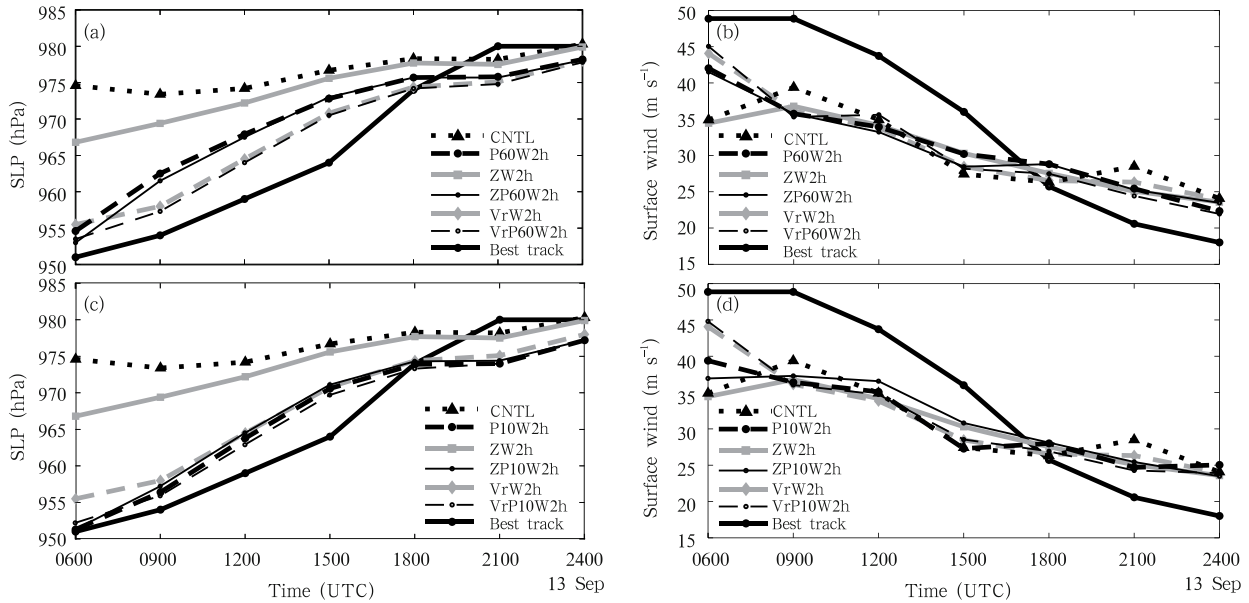 (a)
985
980
975
970
965
960
955
950
SLP (hPa)
CNTL
P60W2h
ZW2h
ZP60W2h
VrW2h
VrP60W2h
Best track
(b)
50
45
40
35
30
25
20
15
Surface wind (m s⁻¹)
CNTL
P60W2h
ZW2h
ZP60W2h
VrW2h
VrP60W2h
Best track
(c)
985
980
975
970
965
960
955
950
SLP (hPa)
CNTL
P10W2h
ZW2h
ZP10W2h
VrW2h
VrP10W2h
Best track
0600 0900 1200 1500 1800 2100 2400
Time (UTC) 13 Sep
(d)
50
45
40
35
30
25
20
15
Surface wind (m s⁻¹)
CNTL
P10W2h
ZW2h
ZP10W2h
VrW2h
VrP10W2h
Best track
0600 0900 1200 1500 1800 2100 2400
Time (UTC) 13 Sep